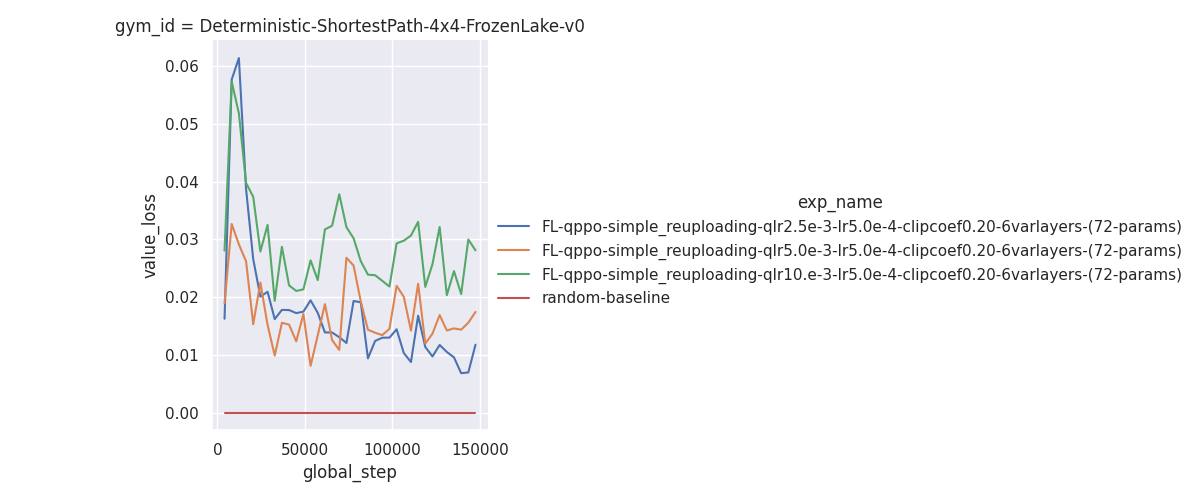 gym_id = Deterministic-ShortestPath-4x4-FrozenLake-v0
0.06
0.05
0.04
0.03
0.02
0.01
0.00
value_loss
0 50000 100000 150000
global_step
exp_name
FL-qppo-simple_reuploading-qlr2.5e-3-lr5.0e-4-clipcoef0.20-6varlayers-(72-params)
FL-qppo-simple_reuploading-qlr5.0e-3-lr5.0e-4-clipcoef0.20-6varlayers-(72-params)
FL-qppo-simple_reuploading-qlr10.e-3-lr5.0e-4-clipcoef0.20-6varlayers-(72-params)
random-baseline